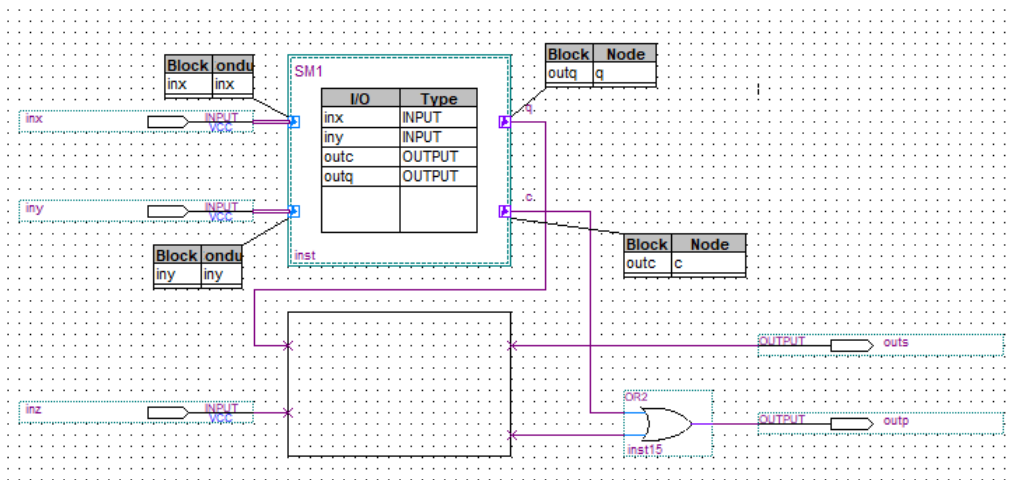 Block ondu
inx inx
inx
INPUT
VCC
SM1
I/O Type
inx INPUT
iny INPUT
outc OUTPUT
outq OUTPUT
inst
Block Node
outq q
.q.
iny
INPUT
VCC
.c.
Block ondu
iny iny
Block Node
outc c
OUTPUT
outs
inz
INPUT
VCC
OR2
inst15
OUTPUT
outp